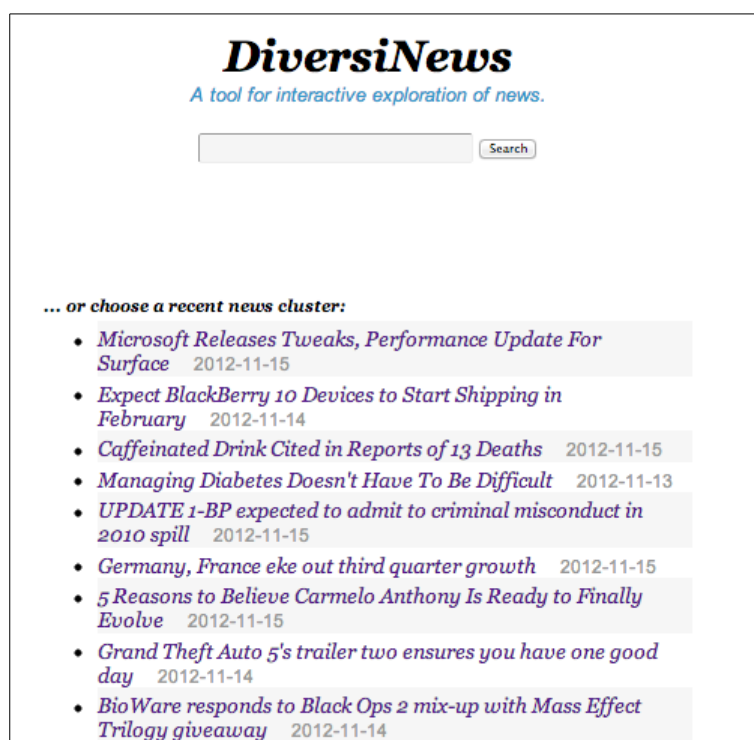 DiversiNews
A tool for interactive exploration of news.
Search
... or choose a recent news cluster:
Microsoft Releases Tweaks, Performance Update For
Surface 2012-11-15
Expect BlackBerry 10 Devices to Start Shipping in
February 2012-11-14
Caffeinated Drink Cited in Reports of 13 Deaths 2012-11-15
Managing Diabetes Doesn't Have To Be Difficult 2012-11-13
UPDATE 1-BP expected to admit to criminal misconduct in
2010 spill 2012-11-15
Germany, France eke out third quarter growth 2012-11-15
5 Reasons to Believe Carmelo Anthony Is Ready to Finally
Evolve 2012-11-15
Grand Theft Auto 5's trailer two ensures you have one good
day 2012-11-14
BioWare responds to Black Ops 2 mix-up with Mass Effect
Trilogy giveaway 2012-11-14